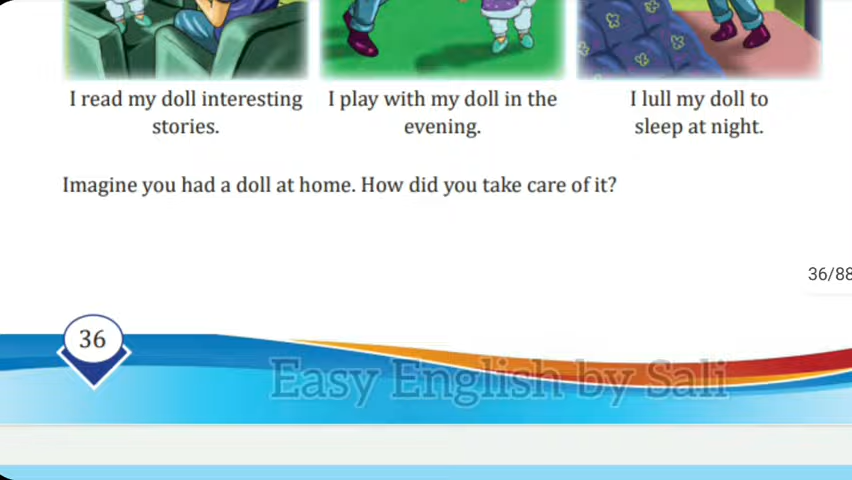 I read my doll interesting
stories.
I play with my doll in the
evening.
I lull my doll to
sleep at night.
Imagine you had a doll at home. How did you take care of it?
36/88
36
Easy English by Sali